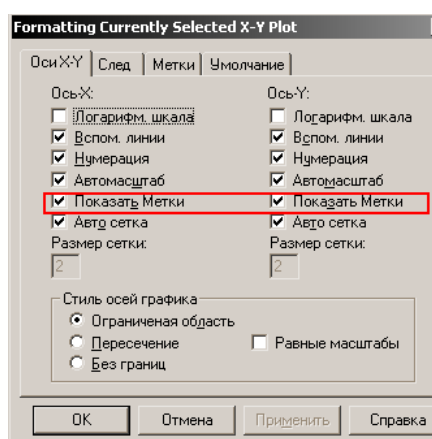 Formatting Currently Selected X-Y Plot
Оси X-Y След Метки Умолчание
Ось-X: Ось-Y:
Логарифм. шкала Логарифм. шкала
Вспом. линии Вспом. линии
Нумерация Нумерация
Автомасштаб Автомасштаб
Показать Метки Показать Метки
Авто сетка Авто сетка
Размер сетки: Размер сетки:
2 2
Стиль осей графика
Ограниченая область
Пересечение Равные масштабы
Без границ
OK Отмена Применить Справка